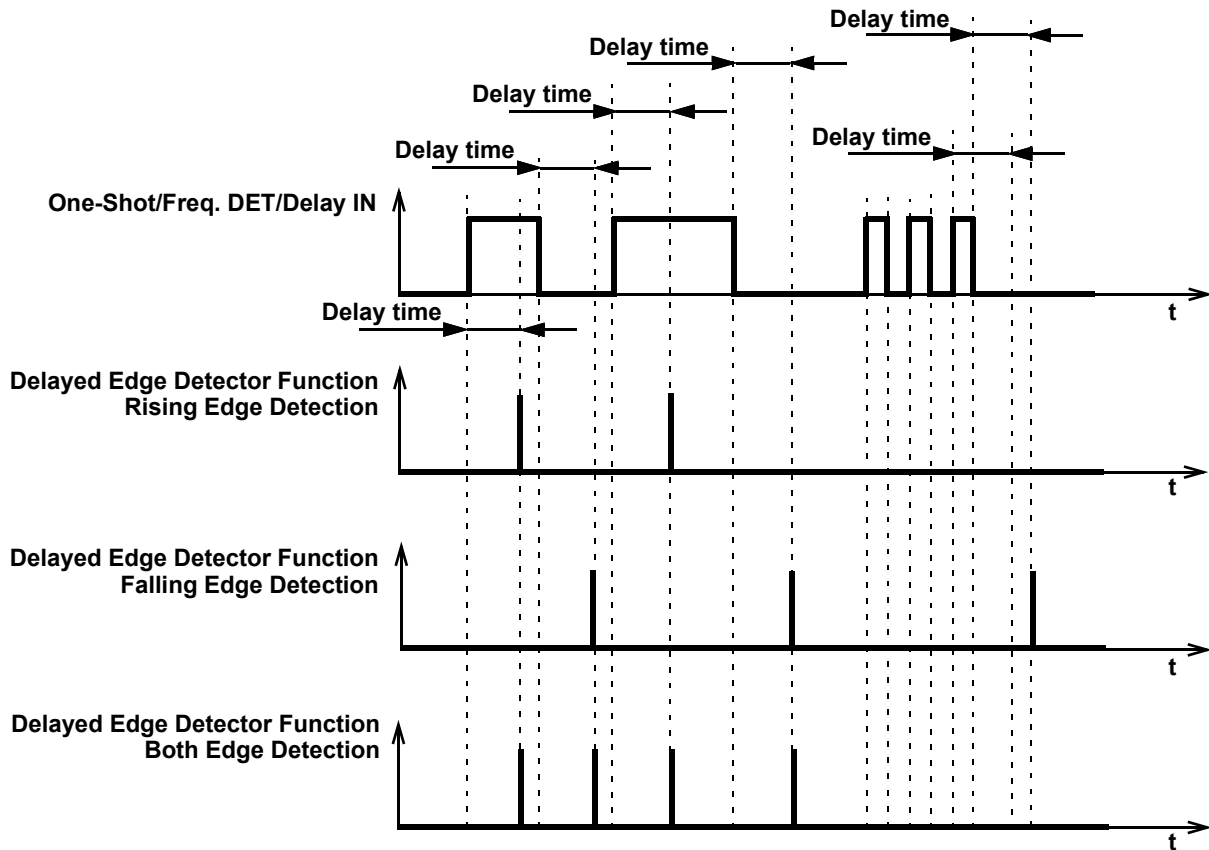 Delay time
Delay time
Delay time
Delay time
Delay time
One-Shot/Freq. DET/Delay IN
t
Delay time
Delayed Edge Detector Function
Rising Edge Detection
t
Delayed Edge Detector Function
Falling Edge Detection
t
Delayed Edge Detector Function
Both Edge Detection
t